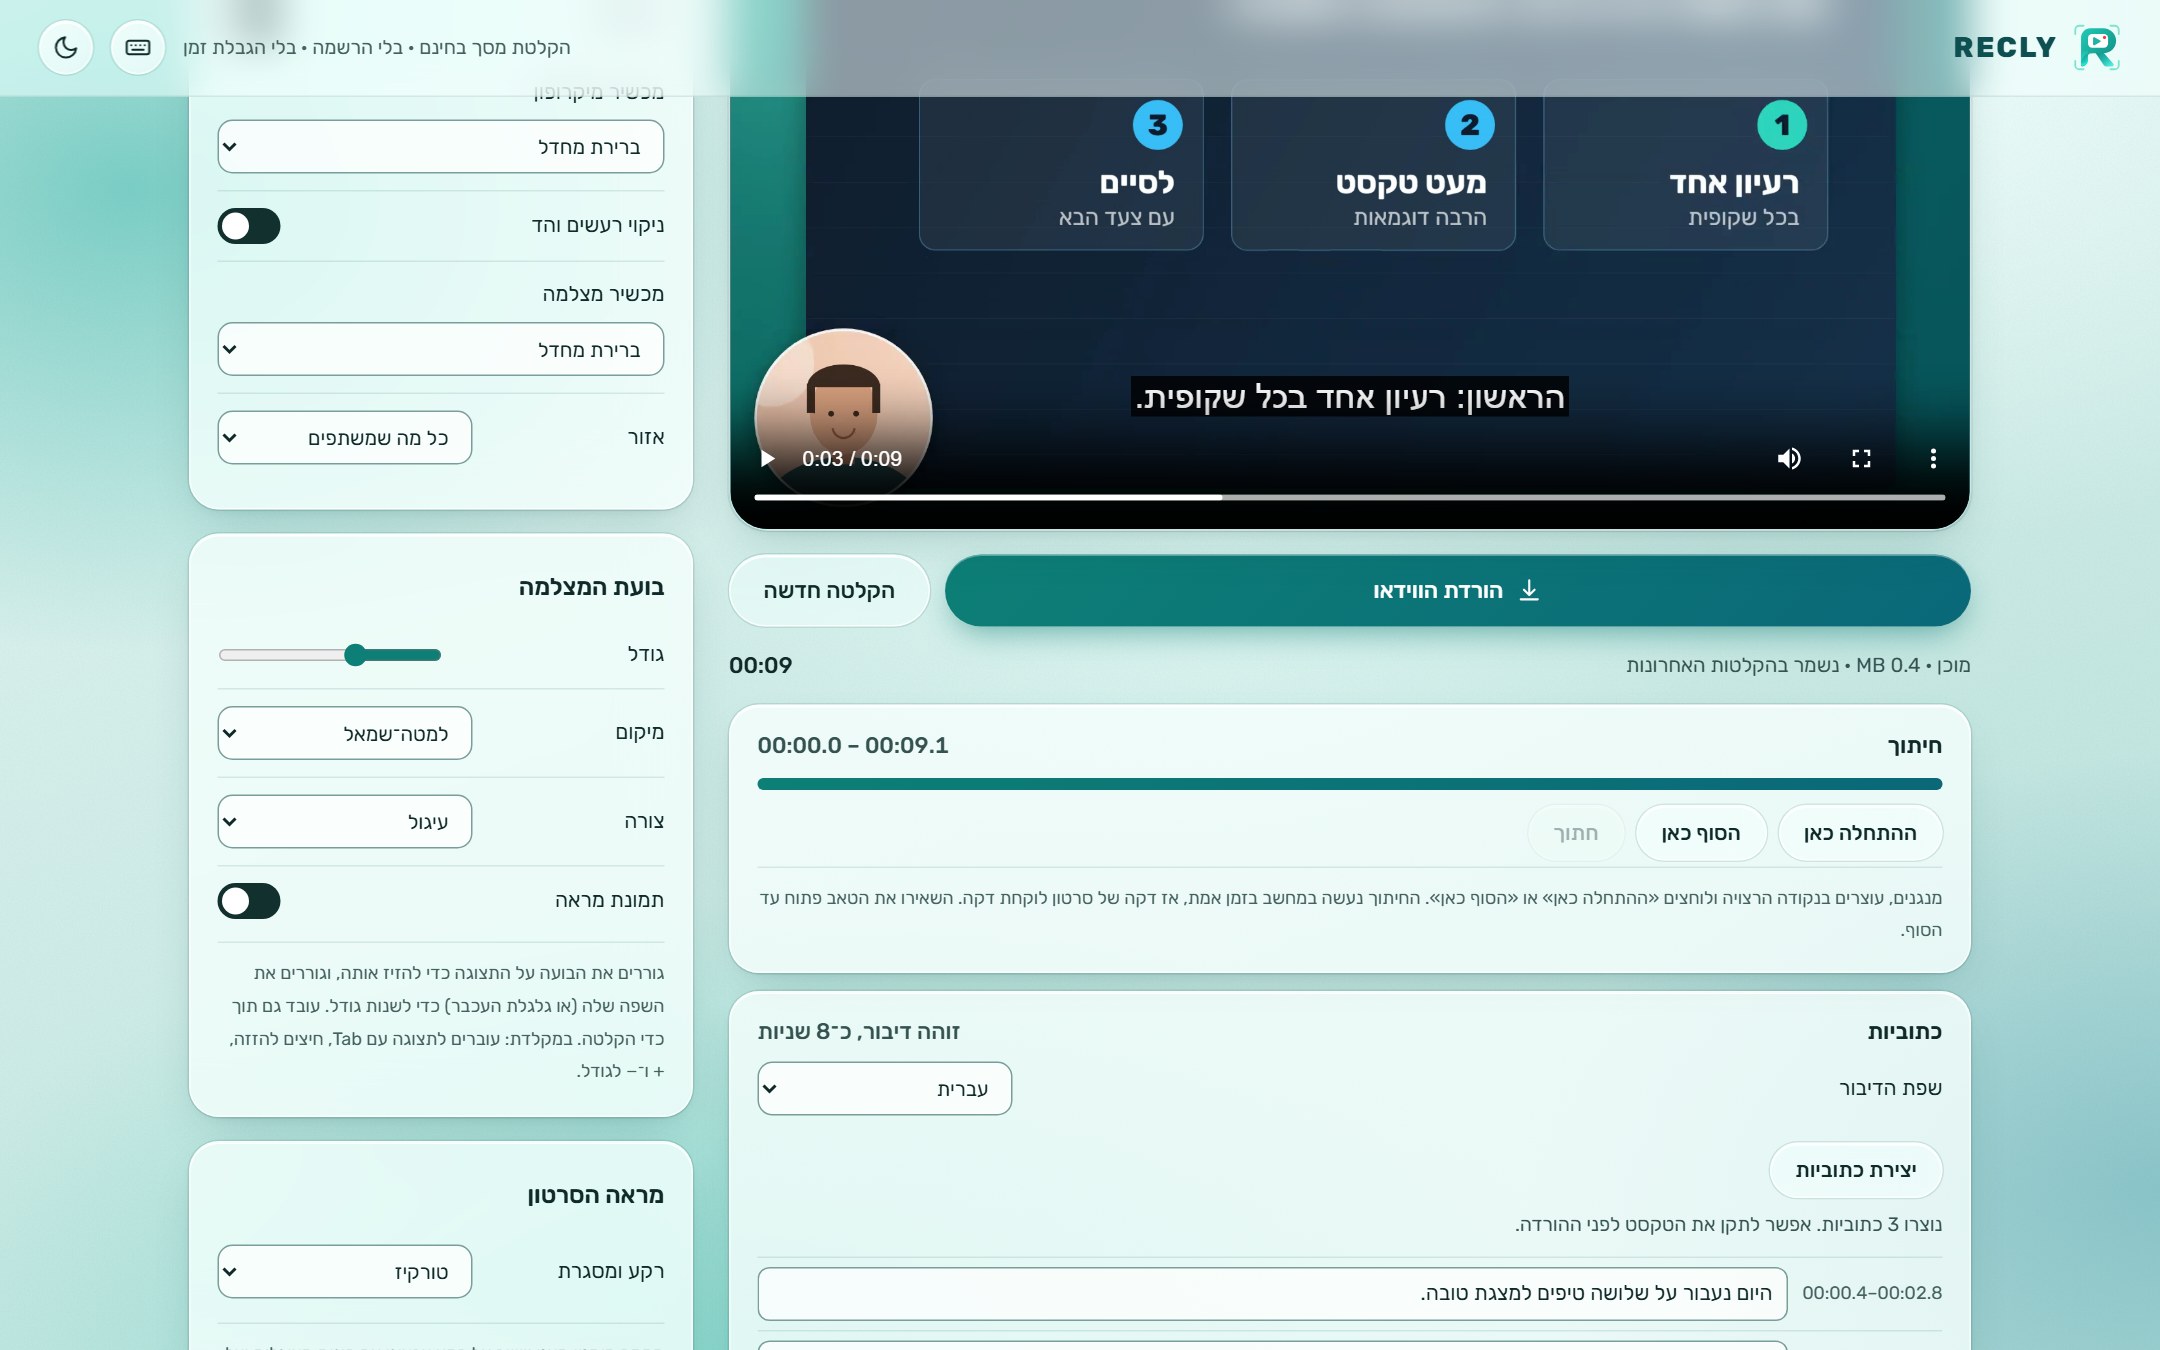 RECLY
הקלטת מסך בחינם • בלי הרשמה • בלי הגבלת זמן
1
רעיון אחד
בכל שקופית
2
מעט טקסט
הרבה דוגמאות
3
לסיים
עם צעד הבא
הראשון: רעיון אחד בכל שקופית.
0:03 / 0:09
הורדת הווידאו
הקלטה חדשה
מוכן • 0.4 MB • נשמר בהקלטות האחרונות
00:09
חיתוך
00:00.0 – 00:09.1
ההתחלה כאן
הסוף כאן
חתוך
מנגנים, עוצרים בנקודה הרצויה ולוחצים «ההתחלה כאן» או «הסוף כאן». החיתוך נעשה במחשב בזמן אמת, אז דקה של סרטון לוקחת דקה. השאירו את הטאב פתוח עד
הסוף.
כתוביות
זוהה דיבור, כ־8 שניות
שפת הדיבור
עברית
יצירת כתוביות
נוצרו 3 כתוביות. אפשר לתקן את הטקסט לפני ההורדה.
00:00.4–00:02.8
היום נעבור על שלושה טיפים למצגת טובה.
מכשיר מיקרופון
ברירת מחדל
ניקוי רעשים והד
מכשיר מצלמה
ברירת מחדל
אזור
כל מה שמשתפים
בועת המצלמה
גודל
מיקום
למטה־שמאל
צורה
עיגול
תמונת מראה
גוררים את הבועה על התצוגה כדי להזיז אותה, וגוררים את
השפה שלה (או גלגלת העכבר) כדי לשנות גודל. עובד גם תוך
כדי הקלטה. במקלדת: עוברים לתצוגה עם Tab, חיצים להזזה,
+ ו־− לגודל.
מראה הסרטון
רקע ומסגרת
טורקיז